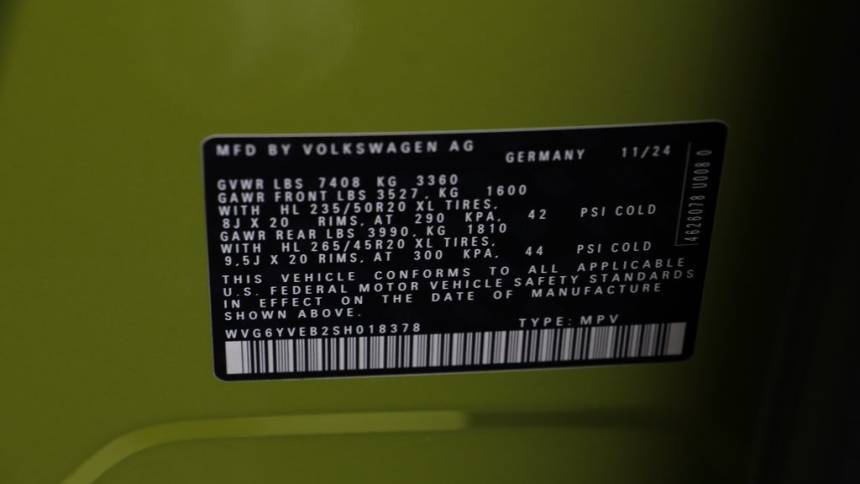 MFD BY VOLKSWAGEN AG GERMANY 11/24
GVWR LBS 7408 KG 3360
GAWR FRONT LBS 3527, KG 1600
WITH HL 235/50R20 XL TIRES,
8J X 20 RIMS, AT 290 KPA, 42 PSI COLD
GAWR REAR LBS 3990, KG 1810
WITH HL 265/45R20 XL TIRES,
9,5J X 20 RIMS, AT 300 KPA, 44 PSI COLD
THIS VEHICLE CONFORMS TO ALL APPLICABLE
U.S. FEDERAL MOTOR VEHICLE SAFETY STANDARDS
IN EFFECT ON THE DATE OF MANUFACTURE
SHOWN ABOVE.
WVG6YVEB2SH018378 TYPE: MPV
4626078 U008 0